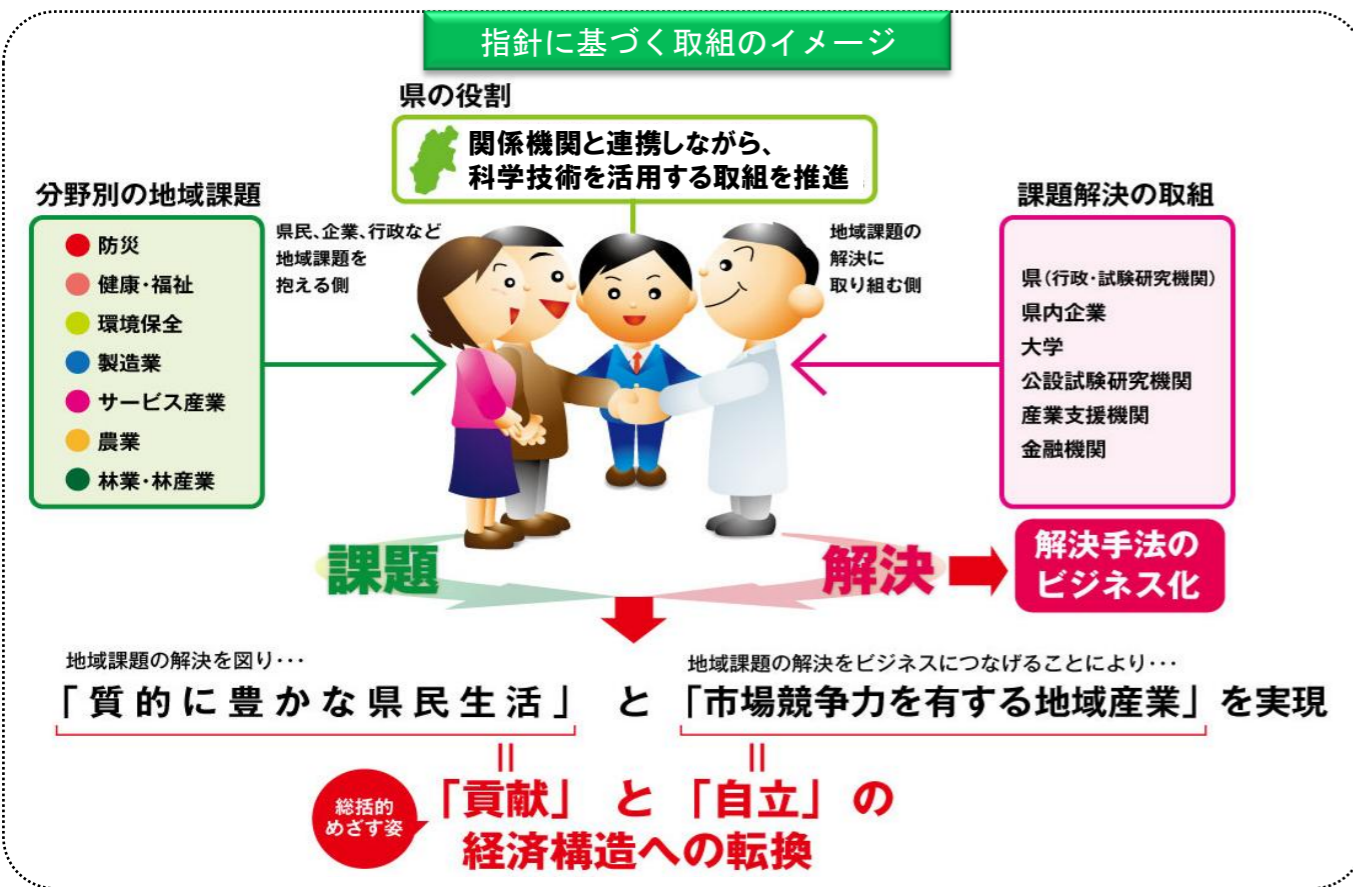 指針に基づく取組のイメージ
県の役割
関係機関と連携しながら、
科学技術を活用する取組を推進
分野別の地域課題
防災
健康・福祉
環境保全
製造業
サービス産業
農業
林業・林産業
県民、企業、行政など
地域課題を
抱える側
地域課題の
解決に
取り組む側
課題解決の取組
県(行政・試験研究機関)
県内企業
大学
公設試験研究機関
産業支援機関
金融機関
課題
解決
解決手法の
ビジネス化
地域課題の解決を図り・・・
地域課題の解決をビジネスにつなげることにより・・・
「質的に豊かな県民生活」 と 「市場競争力を有する地域産業」 を実現
||
||
総括的
めざす姿
「貢献」 と 「自立」 の
経済構造への転換